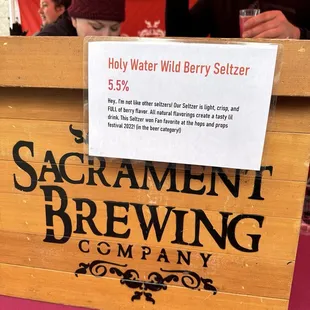 Holy Water Wild Berry Seltzer
5.5%
Hey, I'm not like other seltzers! Our Seltzer is light, crisp, and
FULL of berry flavor. All natural flavorings create a tasty lil
drink. This Seltzer won Fan favorite at the hops and props
festival 2022! (in the beer category!)
SACRAMENT
BREWING
COMPANY